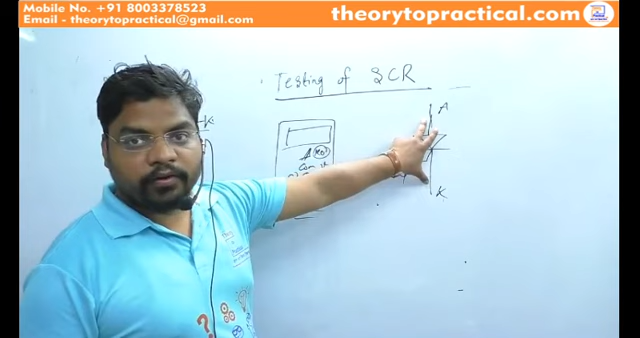 Mobile No. +91 8003378523
Email - theorytopractical@gmail.com
theorytopractical.com
Testing of SCR
A
K
K
?